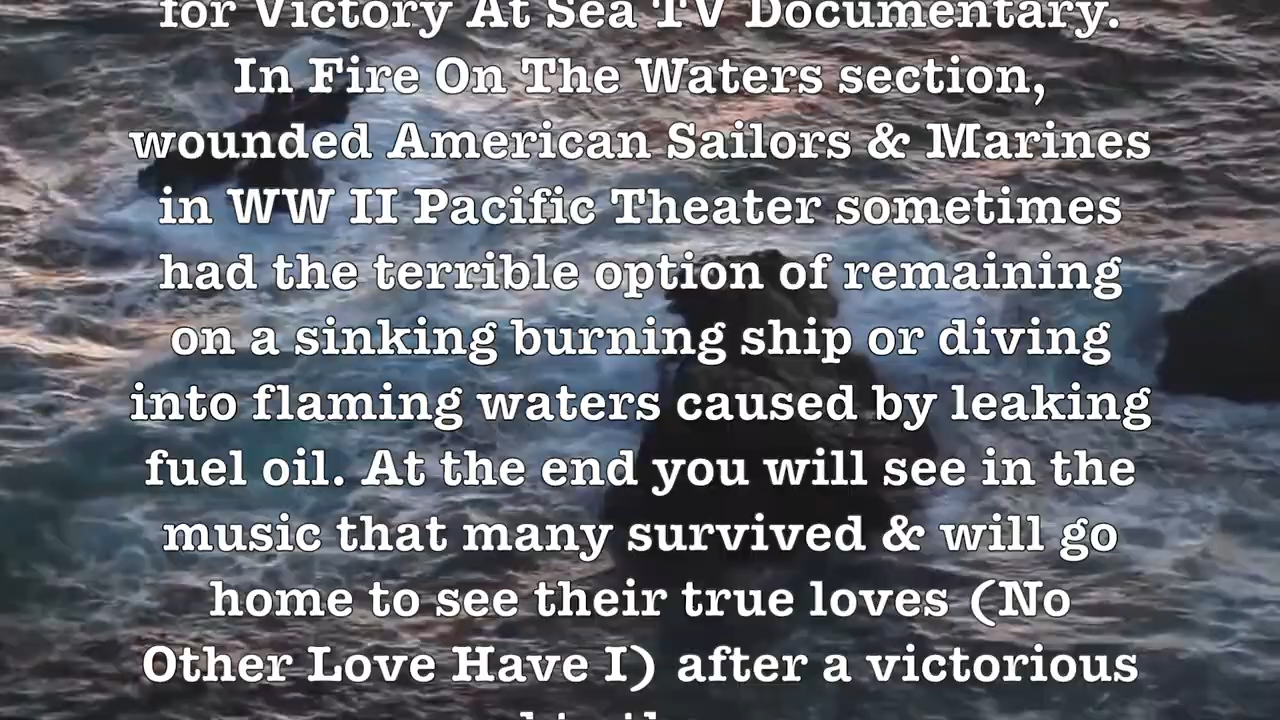 for Victory At Sea TV Documentary.
In Fire On The Waters section,
wounded American Sailors & Marines
in WW II Pacific Theater sometimes
had the terrible option of remaining
on a sinking burning ship or diving
into flaming waters caused by leaking
fuel oil. At the end you will see in the
music that many survived & will go
home to see their true loves (No
Other Love Have I) after a victorious